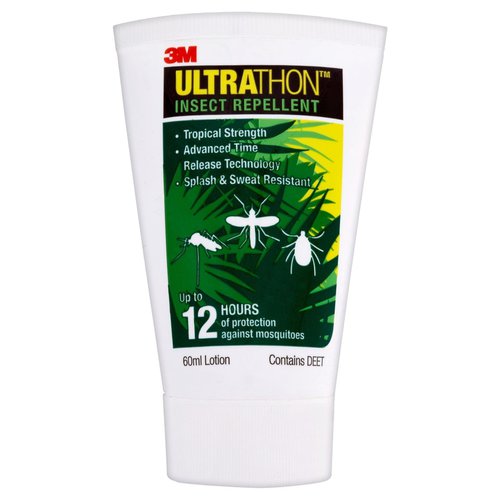 3M
ULTRATHON™
INSECT REPELLENT
• Tropical Strength
• Advanced Time
Release Technology
• Splash & Sweat Resistant
Up to
12 HOURS
of protection
against mosquitoes
60ml Lotion Contains DEET